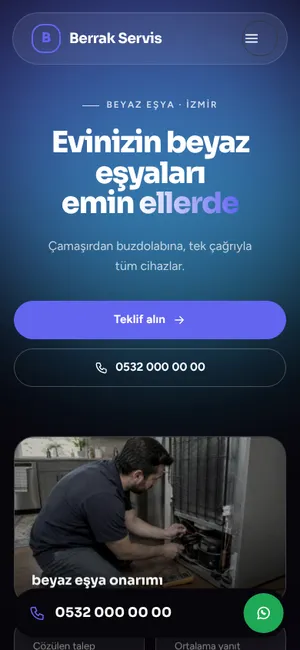 B Berrak Servis
BEYAZ EŞYA · İZMİR
Evinizin beyaz
eşyaları
emin ellerde
Çamaşırdan buzdolabına, tek çağrıyla
tüm cihazlar.
Teklif alın →
0532 000 00 00
beyaz eşya onarımı
0532 000 00 00
Çözülen talep
Ortalama yanıt